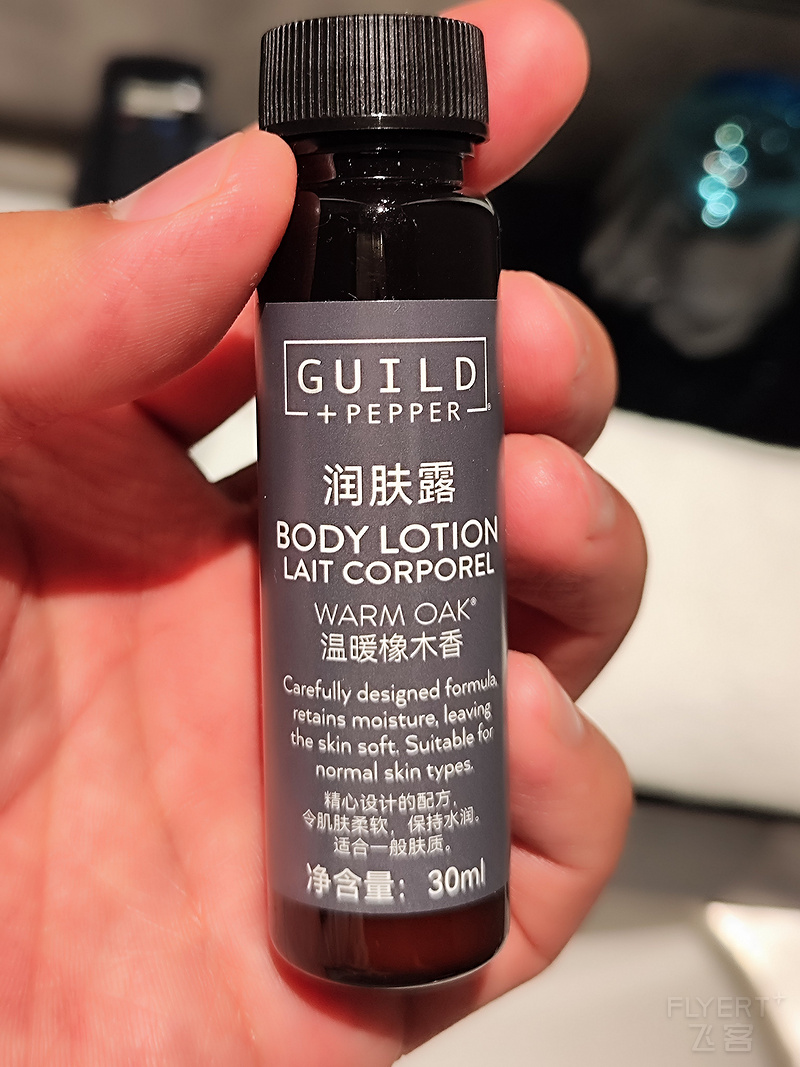 GUILD
+PEPPER®
润肤露
BODY LOTION
LAIT CORPOREL
WARM OAK®
温暖橡木香
Carefully designed formula,
retains moisture, leaving
the skin soft. Suitable for
normal skin types.
精心设计的配方,
令肌肤柔软,保持水润。
适合一般肤质。
净含量:30ml
FLYERT+
飞客